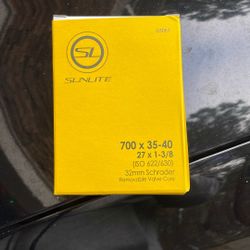 SL
SUNLITE
700 x 35-40
27 x 1-3/8
(ISO 622/630)
32mm Schrader
Removable Valve Core